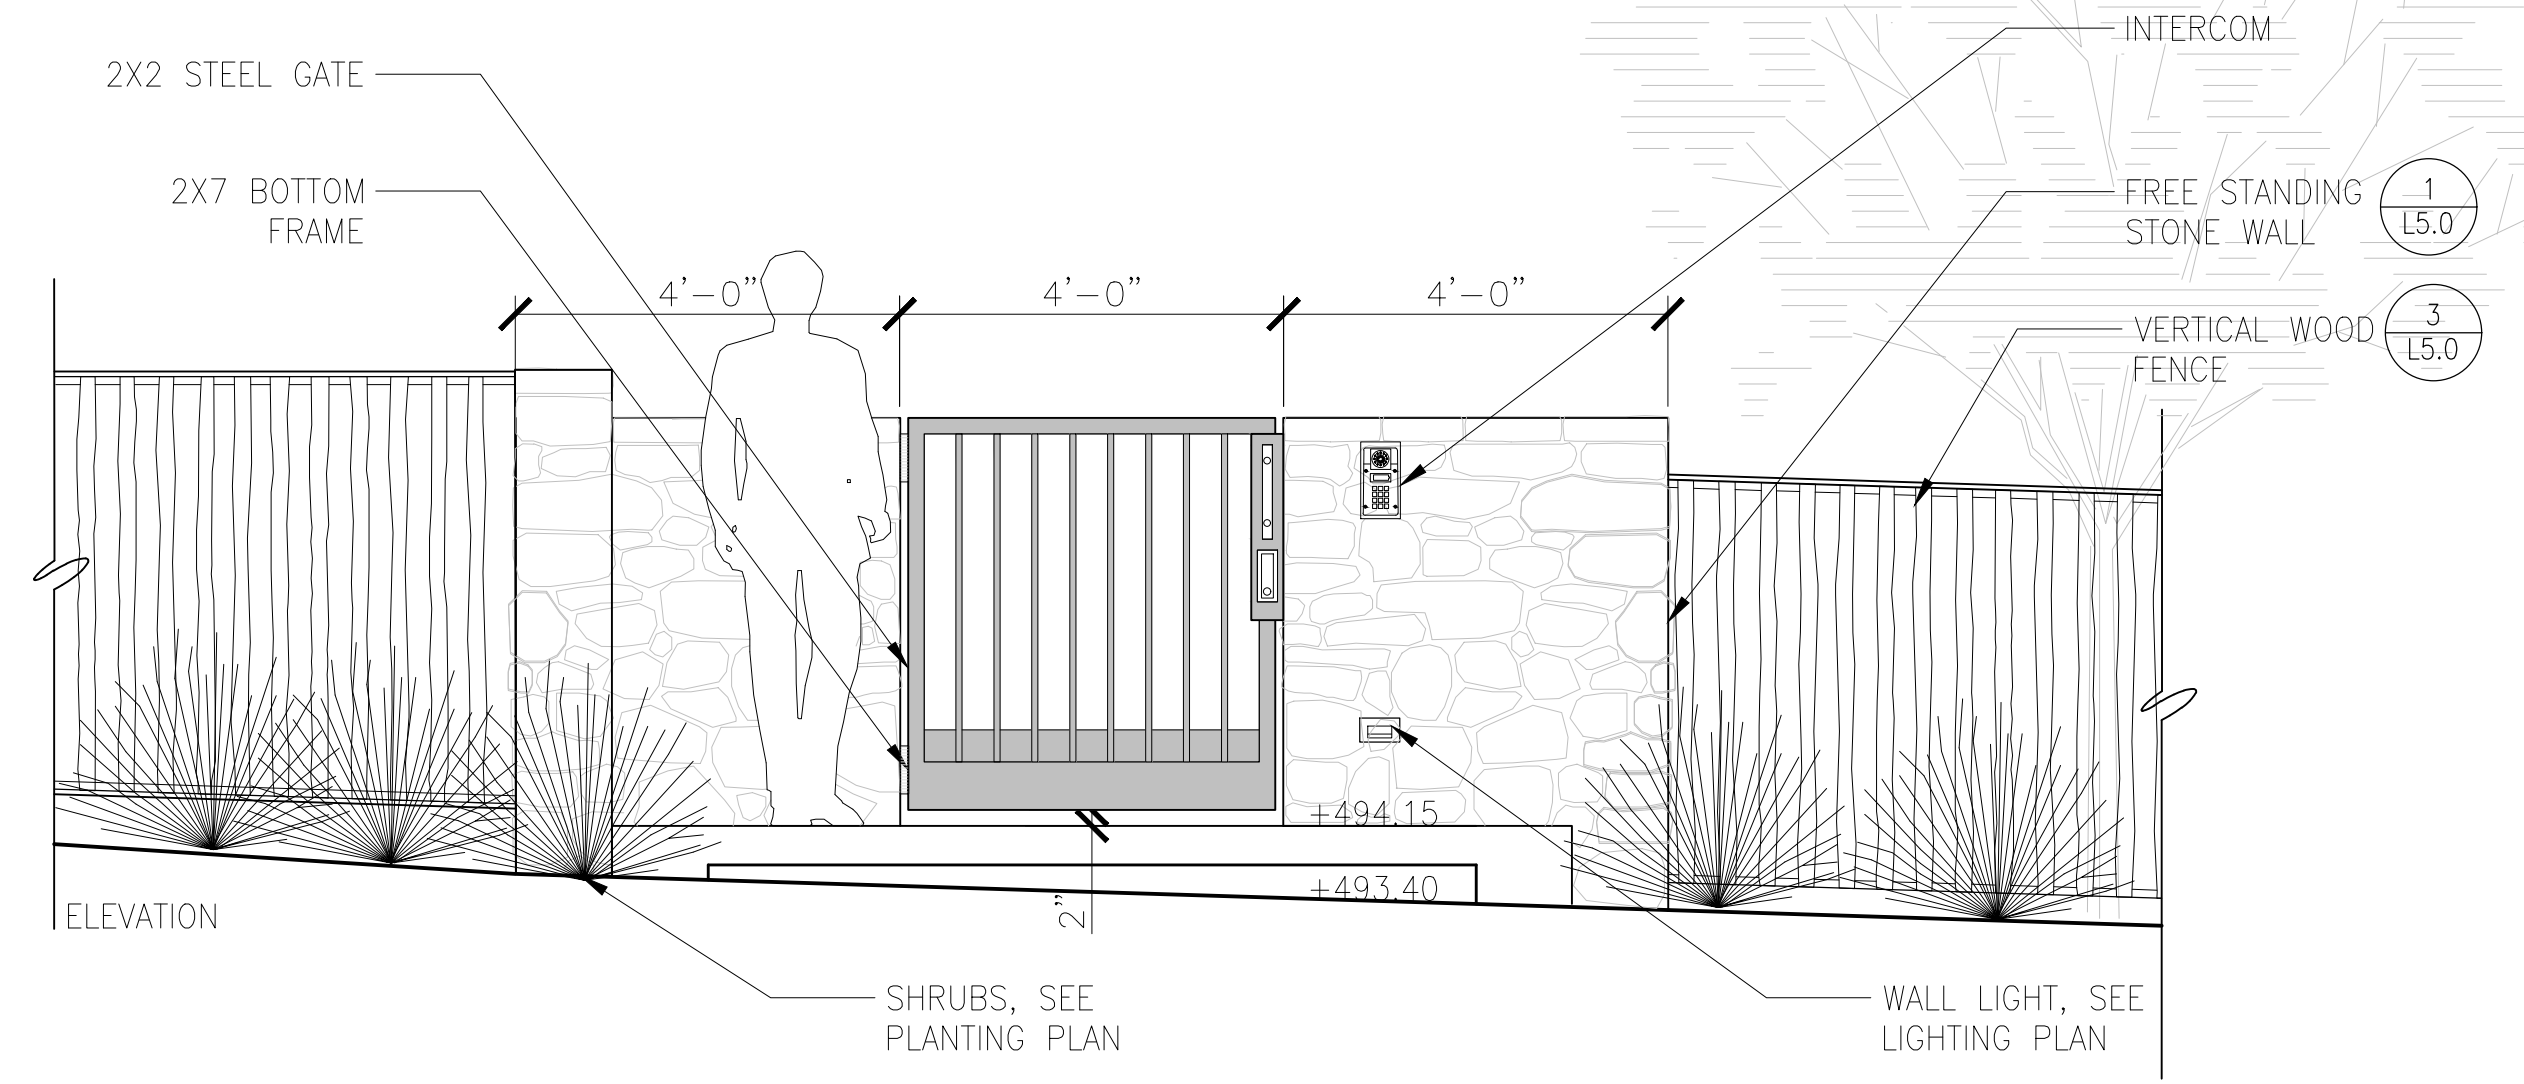 INTERCOM
2X2 STEEL GATE
2X7 BOTTOM
FRAME
FREE STANDING
STONE WALL
1
L5.0
4'-0"
4'-0"
4'-0"
VERTICAL WOOD
FENCE
3
L5.0
+494.15
+493.40
2"
ELEVATION
SHRUBS, SEE
PLANTING PLAN
WALL LIGHT, SEE
LIGHTING PLAN